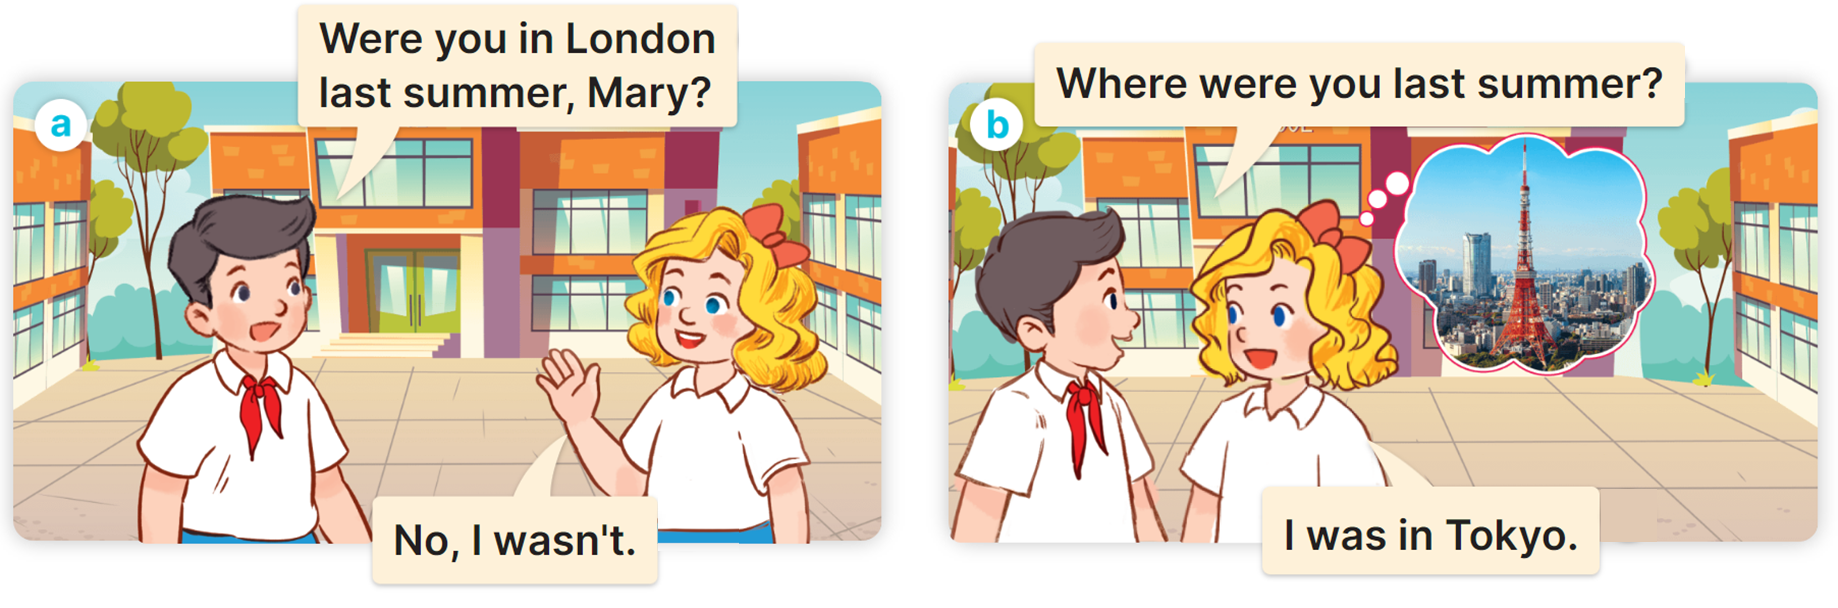 a
Were you in London
last summer, Mary?
No, I wasn't.
b
Where were you last summer?
I was in Tokyo.